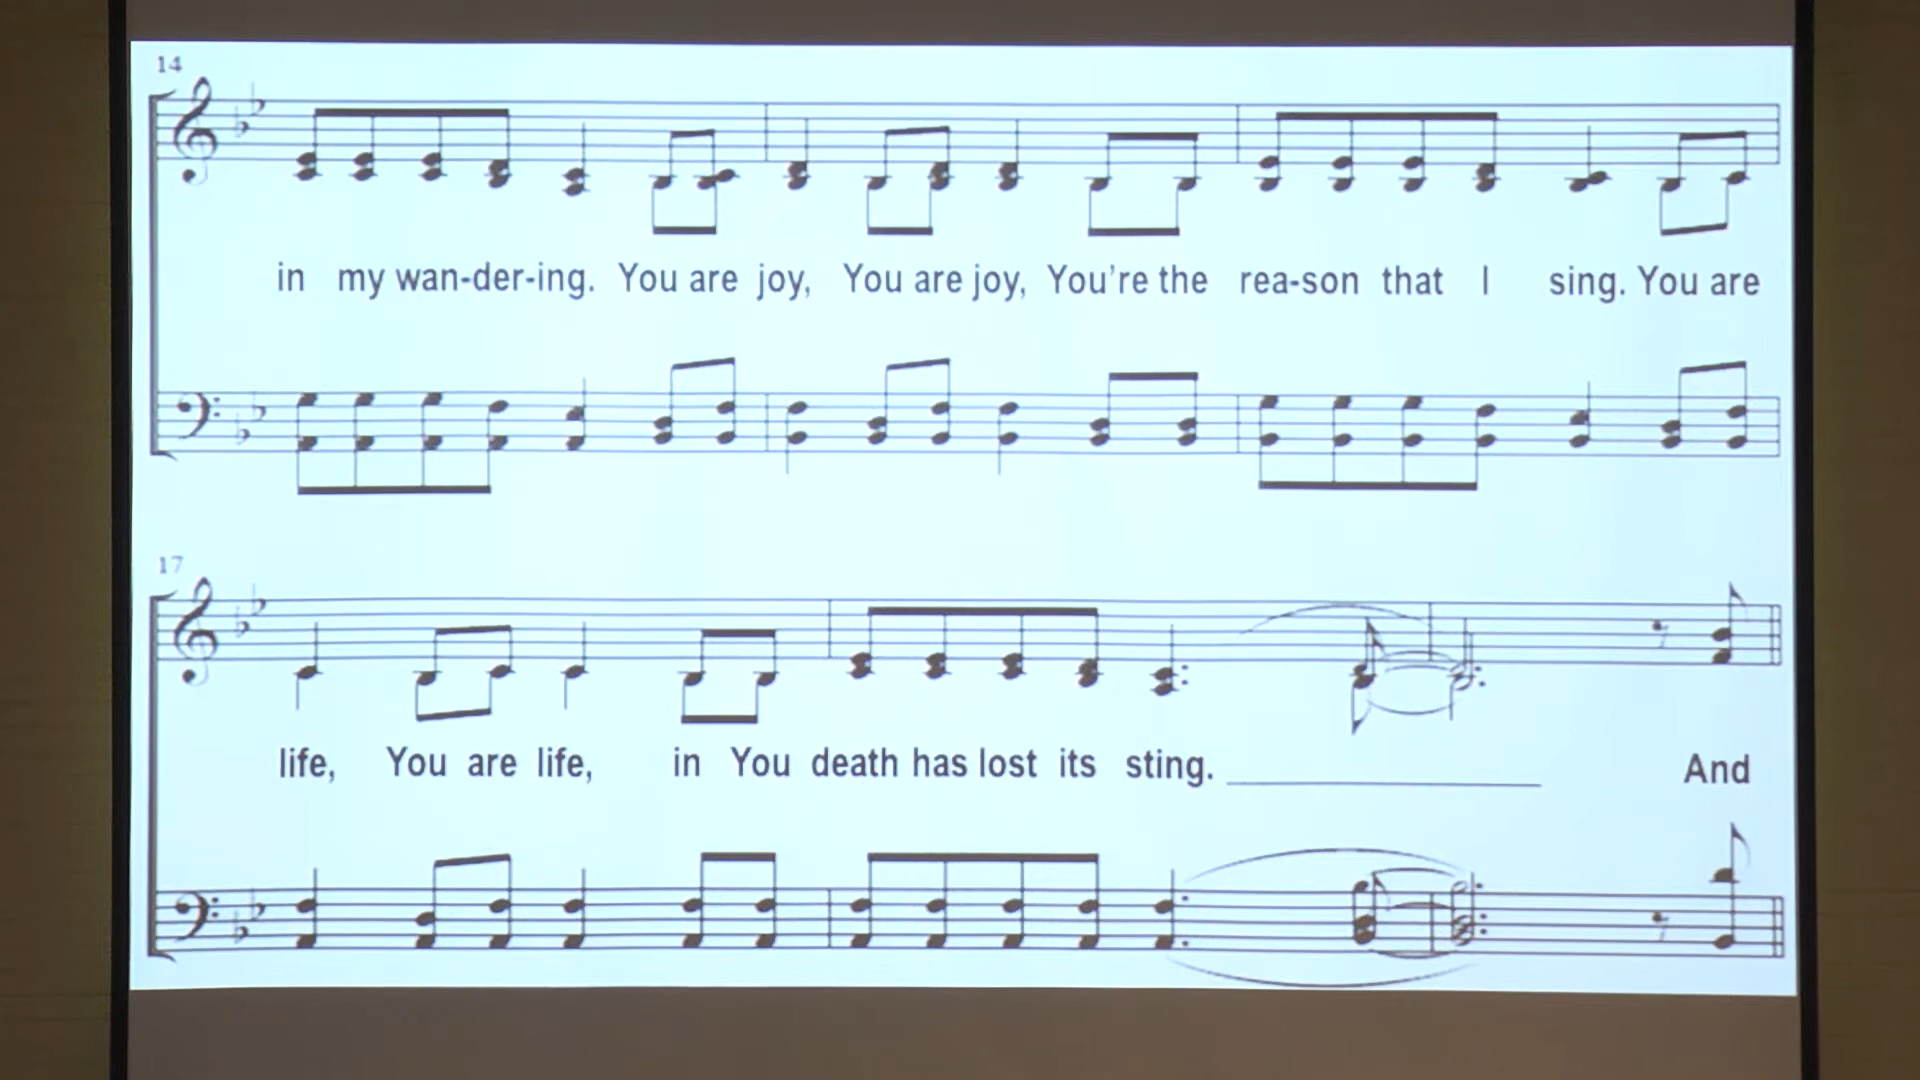 14
in my wan-der-ing. You are joy, You are joy, You're the rea-son that I sing. You are
17
life, You are life, in You death has lost its sting. And